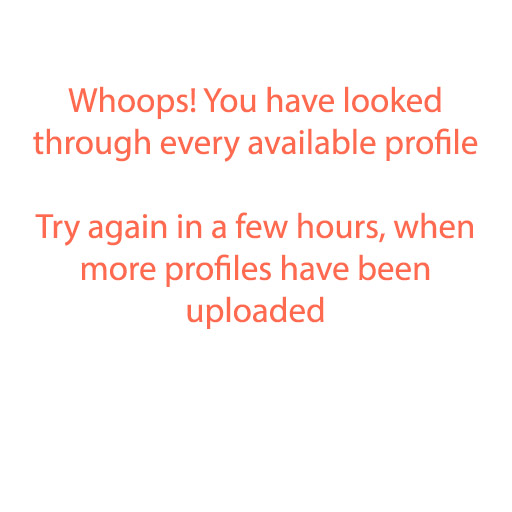 Whoops! You have looked
through every available profile
Try again in a few hours, when
more profiles have been
uploaded